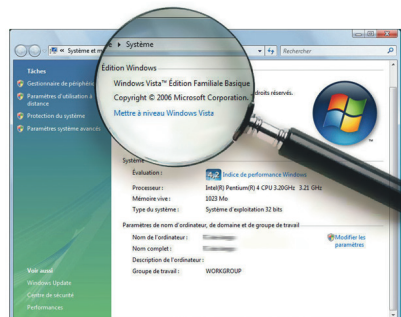 « Système et m
▸ Système
Rechercher
Tâches
Gestionnaire de périphéri
Paramètres d'utilisation à
distance
Protection du système
Paramètres système avancés
Édition Windows
Windows Vista™ Édition Familiale Basique
Copyright © 2006 Microsoft Corporation.
droits réservés.
Mettre à niveau Windows Vista
Système
Évaluation :
4,2 Indice de performance Windows
Processeur : Intel(R) Pentium(R) 4 CPU 3.20GHz 3.21 GHz
Mémoire vive : 1023 Mo
Type du système : Système d'exploitation 32 bits
Paramètres de nom d'ordinateur, de domaine et de groupe de travail
Nom de l'ordinateur :
Modifier les
paramètres
Nom complet :
Description de l'ordinateur :
Groupe de travail : WORKGROUP
Voir aussi
Windows Update
Centre de sécurité
Performances